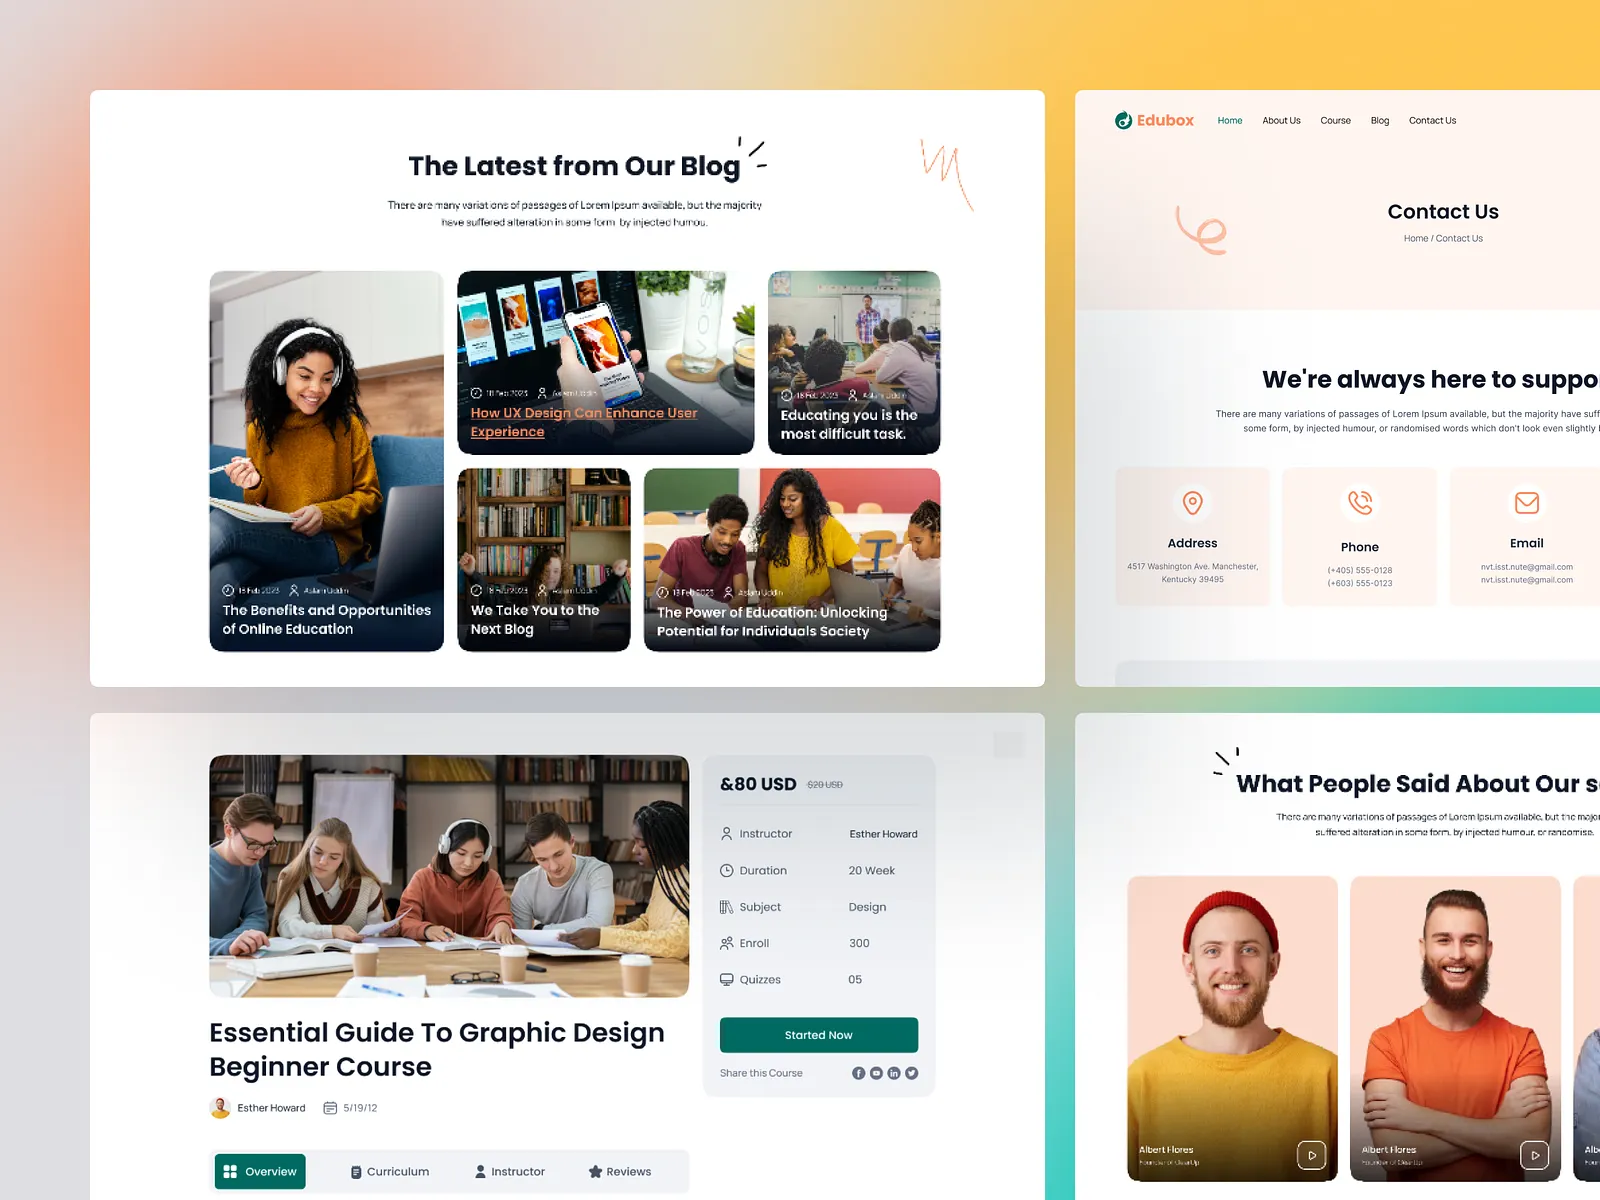 The Latest from Our Blog
There are many variations of passages of Lorem Ipsum available, but the majority
have suffered alteration in some form, by injected humou.
18 Feb 2023 Aslam Uddin
The Benefits and Opportunities
of Online Education
18 Feb 2023 Aslam Uddin
How UX Design Can Enhance User
Experience
18 Feb 2023 Aslam Uddin
Educating you is the
most difficult task.
18 Feb 2023 Aslam Uddin
We Take You to the
Next Blog
18 Feb 2023 Aslam Uddin
The Power of Education: Unlocking
Potential for Individuals Society
Edubox Home About Us Course Blog Contact Us
Contact Us
Home / Contact Us
We're always here to suppo
There are many variations of passages of Lorem Ipsum available, but the majority have suff
some form, by injected humour, or randomised words which don't look even slightly
Address
4517 Washington Ave. Manchester,
Kentucky 39495
Phone
(+405) 555-0128
(+603) 555-0123
Email
nvt.isst.nute@gmail.com
nvt.isst.nute@gmail.com
&80 USD $20 USD
Instructor Esther Howard
Duration 20 Week
Subject Design
Enroll 300
Quizzes 05
Started Now
Share this Course
Essential Guide To Graphic Design
Beginner Course
Esther Howard 5/19/12
Overview Curriculum Instructor Reviews
What People Said About Our s
There are many variations of passages of Lorem Ipsum available, but the major
suffered alteration in some form, by injected humour, or randomise.
Albert Flores
Founder of ClearUp
Albert Flores
Founder of ClearUp
Alb